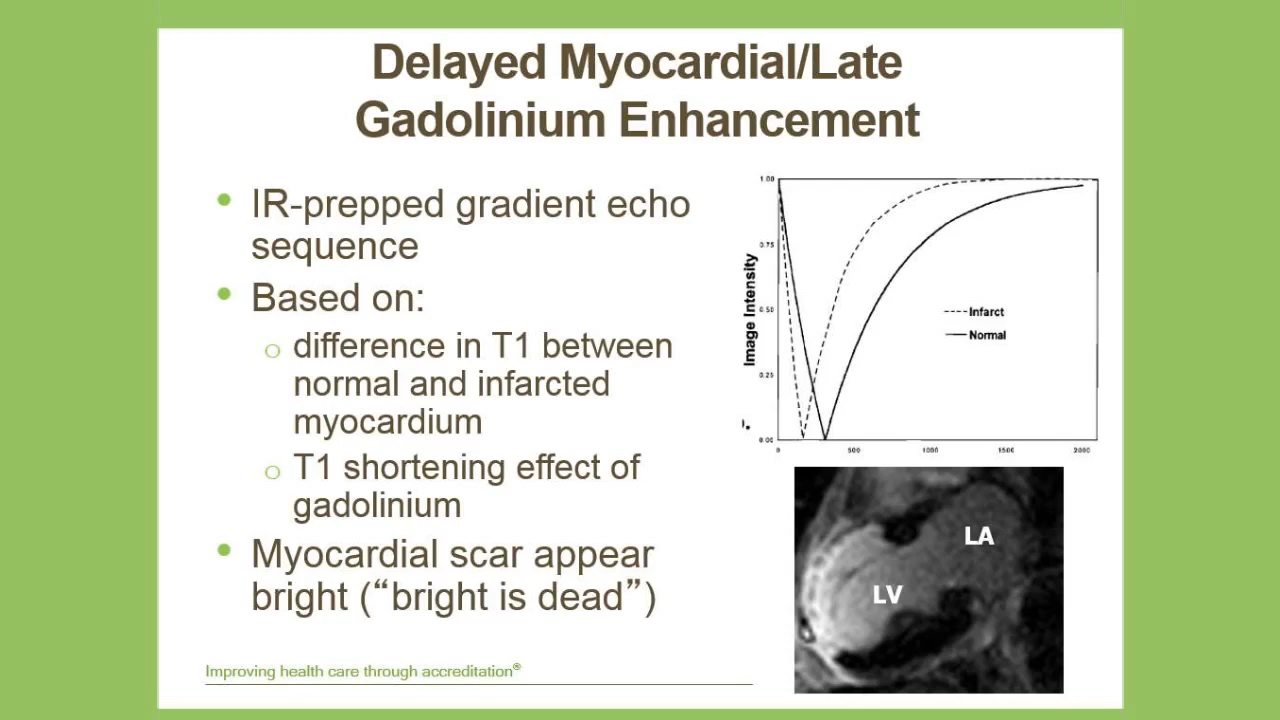 Delayed Myocardial/Late
Gadolinium Enhancement
• IR-prepped gradient echo
sequence
• Based on:
o difference in T1 between
normal and infarcted
myocardium
o T1 shortening effect of
gadolinium
• Myocardial scar appear
bright (“bright is dead”)
Improving health care through accreditation®
1.00
0.75
0.50
0.25
0.00
Image Intensity
Infarct
Normal
500
1000
1500
2000
LA
LV